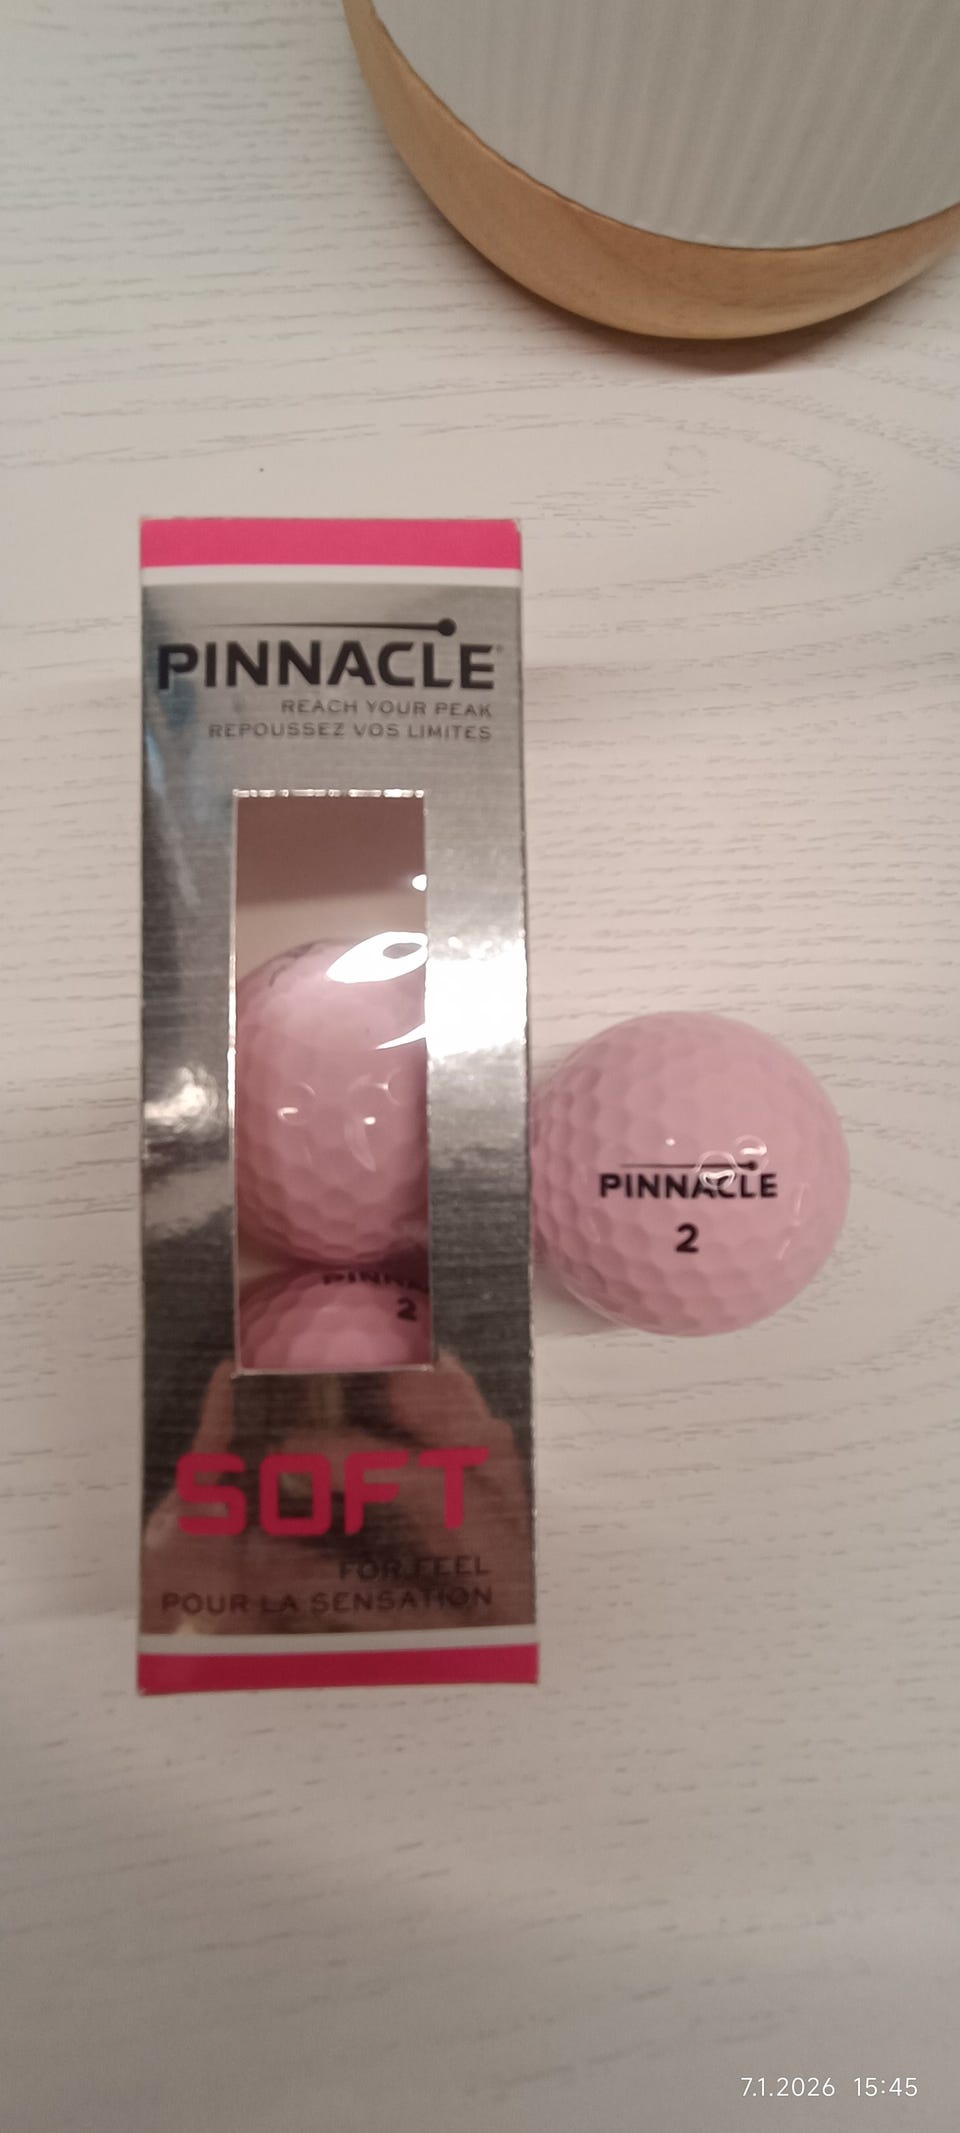 PINNACLE®
REACH YOUR PEAK
REPOUSSEZ VOS LIMITES
PINNA
2
PINNACLE
2
SOFT
FOR FEEL
POUR LA SENSATION
7.1.2026 15:45